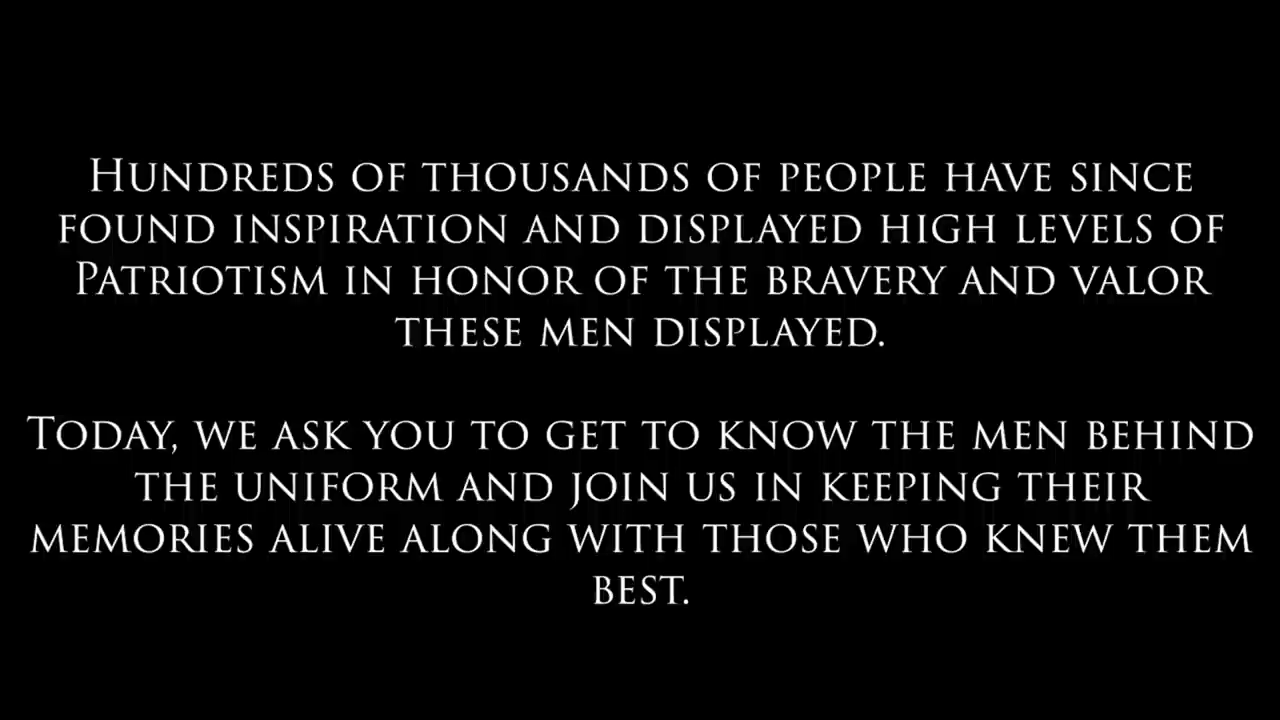 Hundreds of thousands of people have since
found inspiration and displayed high levels of
Patriotism in honor of the bravery and valor
these men displayed.
Today, we ask you to get to know the men behind
the uniform and join us in keeping their
memories alive along with those who knew them
best.